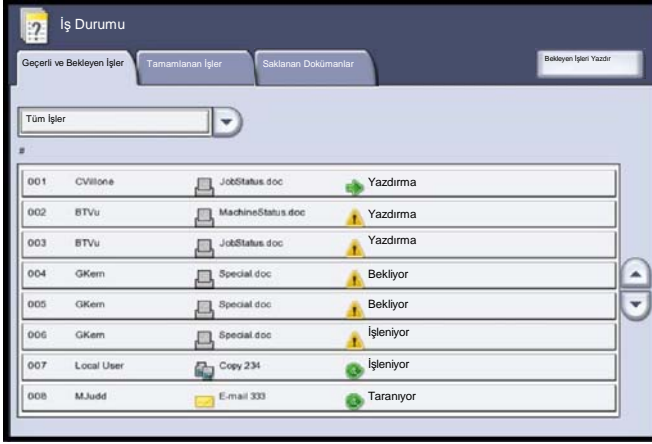 İş Durumu
Geçerli ve Bekleyen İşler Tamamlanan İşler Saklanan Dokümanlar Bekleyen İşleri Yazdır
Tüm İşler
#
001 CVillone JobStatus.doc Yazdırma
002 BTVu MachineStatus.doc Yazdırma
003 BTVu JobStatus.doc Yazdırma
004 GKern Special.doc Bekliyor
005 GKern Special.doc Bekliyor
006 GKern Special.doc İşleniyor
007 Local User Copy 234 İşleniyor
008 MJudd E-mail 333 Taranıyor